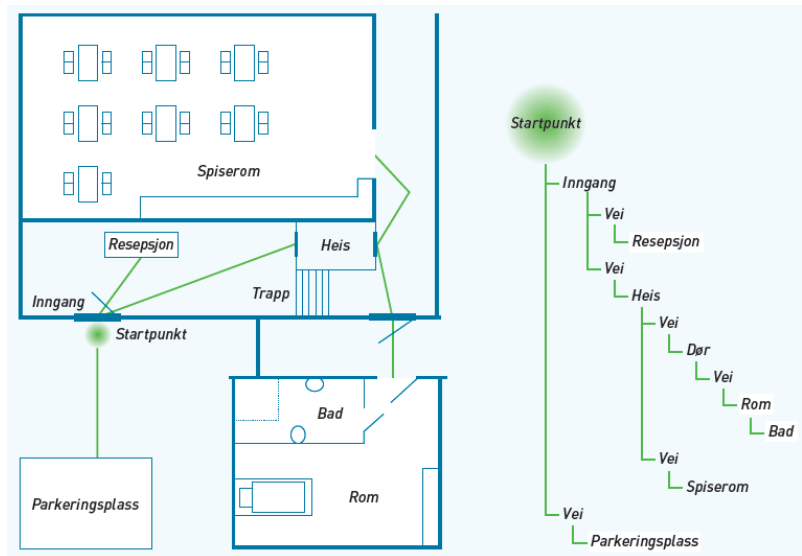 Spiserom
Resepsjon
Heis
Trapp
Inngang
Startpunkt
Bad
Rom
Parkeringsplass
Startpunkt
Inngang
Vei
Resepsjon
Vei
Heis
Vei
Dør
Vei
Rom
Bad
Vei
Spiserom
Vei
Parkeringsplass